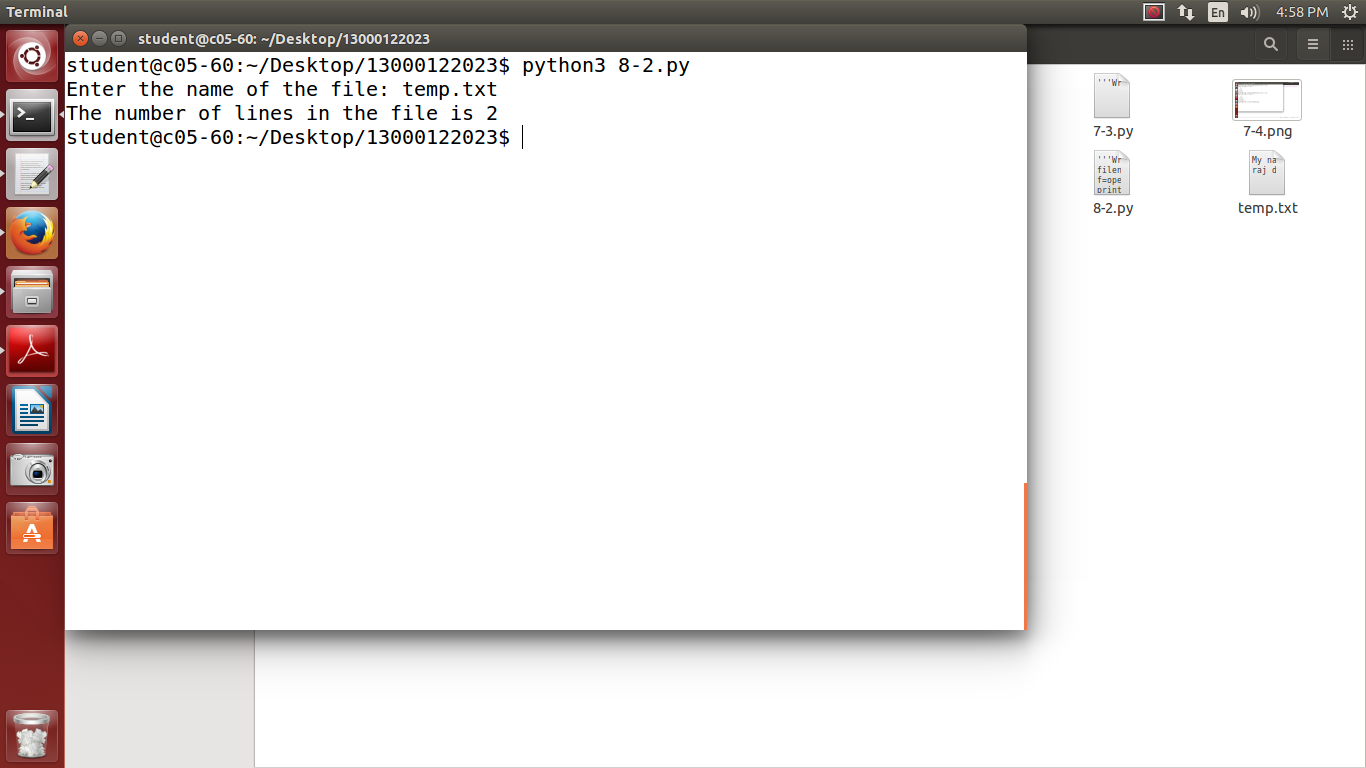 Terminal
En
4:58 PM
student@c05-60: ~/Desktop/13000122023
student@c05-60:~/Desktop/13000122023$ python3 8-2.py
Enter the name of the file: temp.txt
The number of lines in the file is 2
student@c05-60:~/Desktop/13000122023$
'''Wr
7-3.py
7-4.png
'''Wr
filen
f=ope
print
8-2.py
My na
raj d
temp.txt